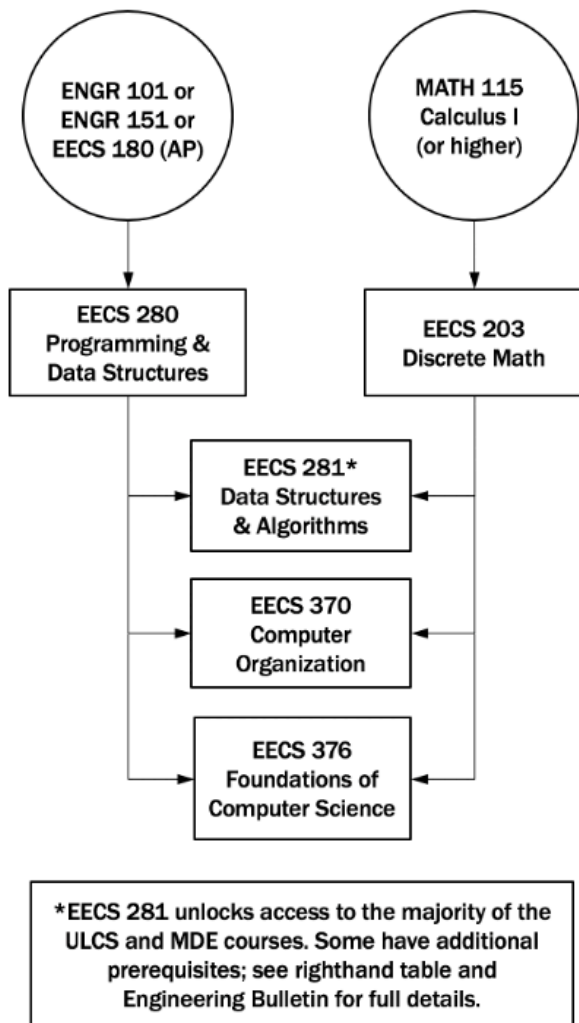 ENGR 101 or
ENGR 151 or
EECS 180 (AP)
MATH 115
Calculus I
(or higher)
EECS 280
Programming &
Data Structures
EECS 203
Discrete Math
EECS 281*
Data Structures
& Algorithms
EECS 370
Computer
Organization
EECS 376
Foundations of
Computer Science
*EECS 281 unlocks access to the majority of the
ULCS and MDE courses. Some have additional
prerequisites; see righthand table and
Engineering Bulletin for full details.